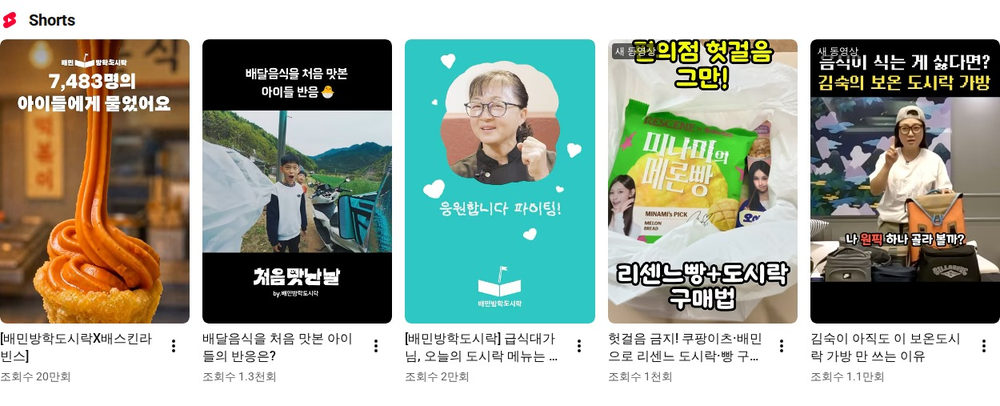 Shorts
배민 방학도시락
7,483명의
아이들에게 물었어요
[배민방학도시락X배스킨라
빈스]
조회수 20만회
배달음식을 처음 맛본
아이들 반응
처음맛난날
by.배민방학도시락
배달음식을 처음 맛본 아이
들의 반응은?
조회수 1.3천회
응원합니다 파이팅!
배민방학도시락
[배민방학도시락] 급식대가
님, 오늘의 도시락 메뉴는 ...
조회수 2만회
새 동영상
편의점 헛걸음
그만!
RESCENE
미나미의
메론빵
MINAMI'S PICK
MELON
BREAD
리센느빵+도시락
구매법
헛걸음 금지! 쿠팡이츠·배민
으로 리센느 도시락·빵 구...
조회수 1천회
새 동영상
음식이 식는 게 싫다면?
김숙의 보온 도시락 가방
나 원픽 하나 골라 볼까?
BILLABONG
김숙이 아직도 이 보온도시
락 가방 만 쓰는 이유
조회수 1.1만회